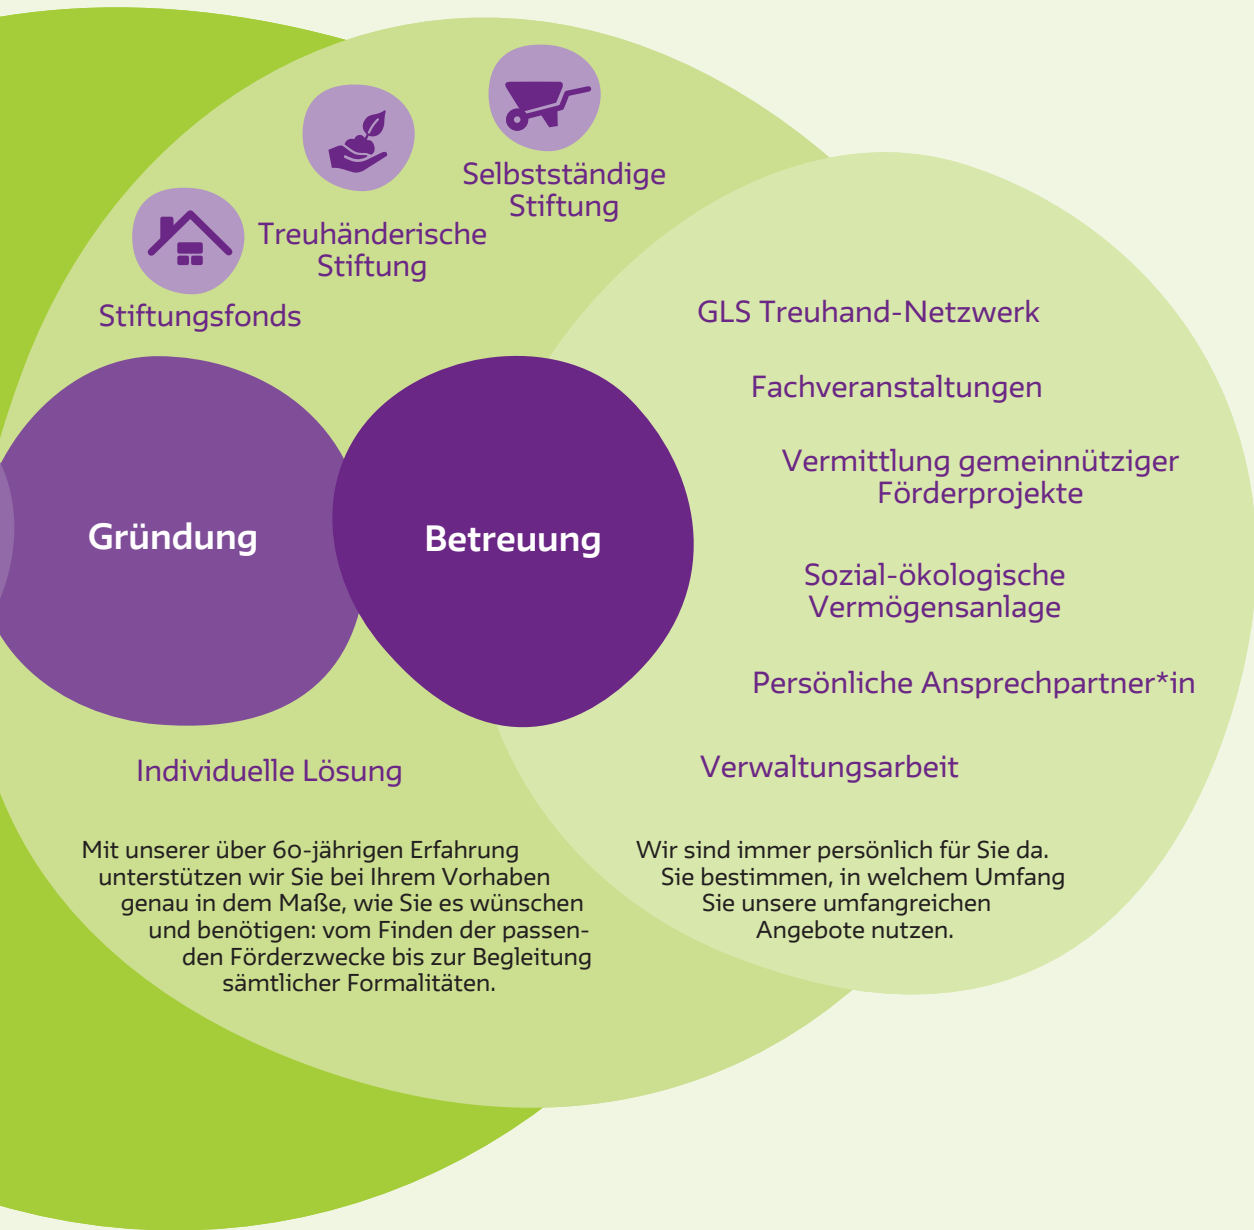 Selbstständige
Stiftung
Treuhänderische
Stiftung
Stiftungsfonds
Gründung
Individuelle Lösung
Mit unserer über 60-jährigen Erfahrung
unterstützen wir Sie bei Ihrem Vorhaben
genau in dem Maße, wie Sie es wünschen
und benötigen: vom Finden der passen-
den Förderzwecke bis zur Begleitung
sämtlicher Formalitäten.
Betreuung
GLS Treuhand-Netzwerk
Fachveranstaltungen
Vermittlung gemeinnütziger
Förderprojekte
Sozial-ökologische
Vermögensanlage
Persönliche Ansprechpartner*in
Verwaltungsarbeit
Wir sind immer persönlich für Sie da.
Sie bestimmen, in welchem Umfang
Sie unsere umfangreichen
Angebote nutzen.